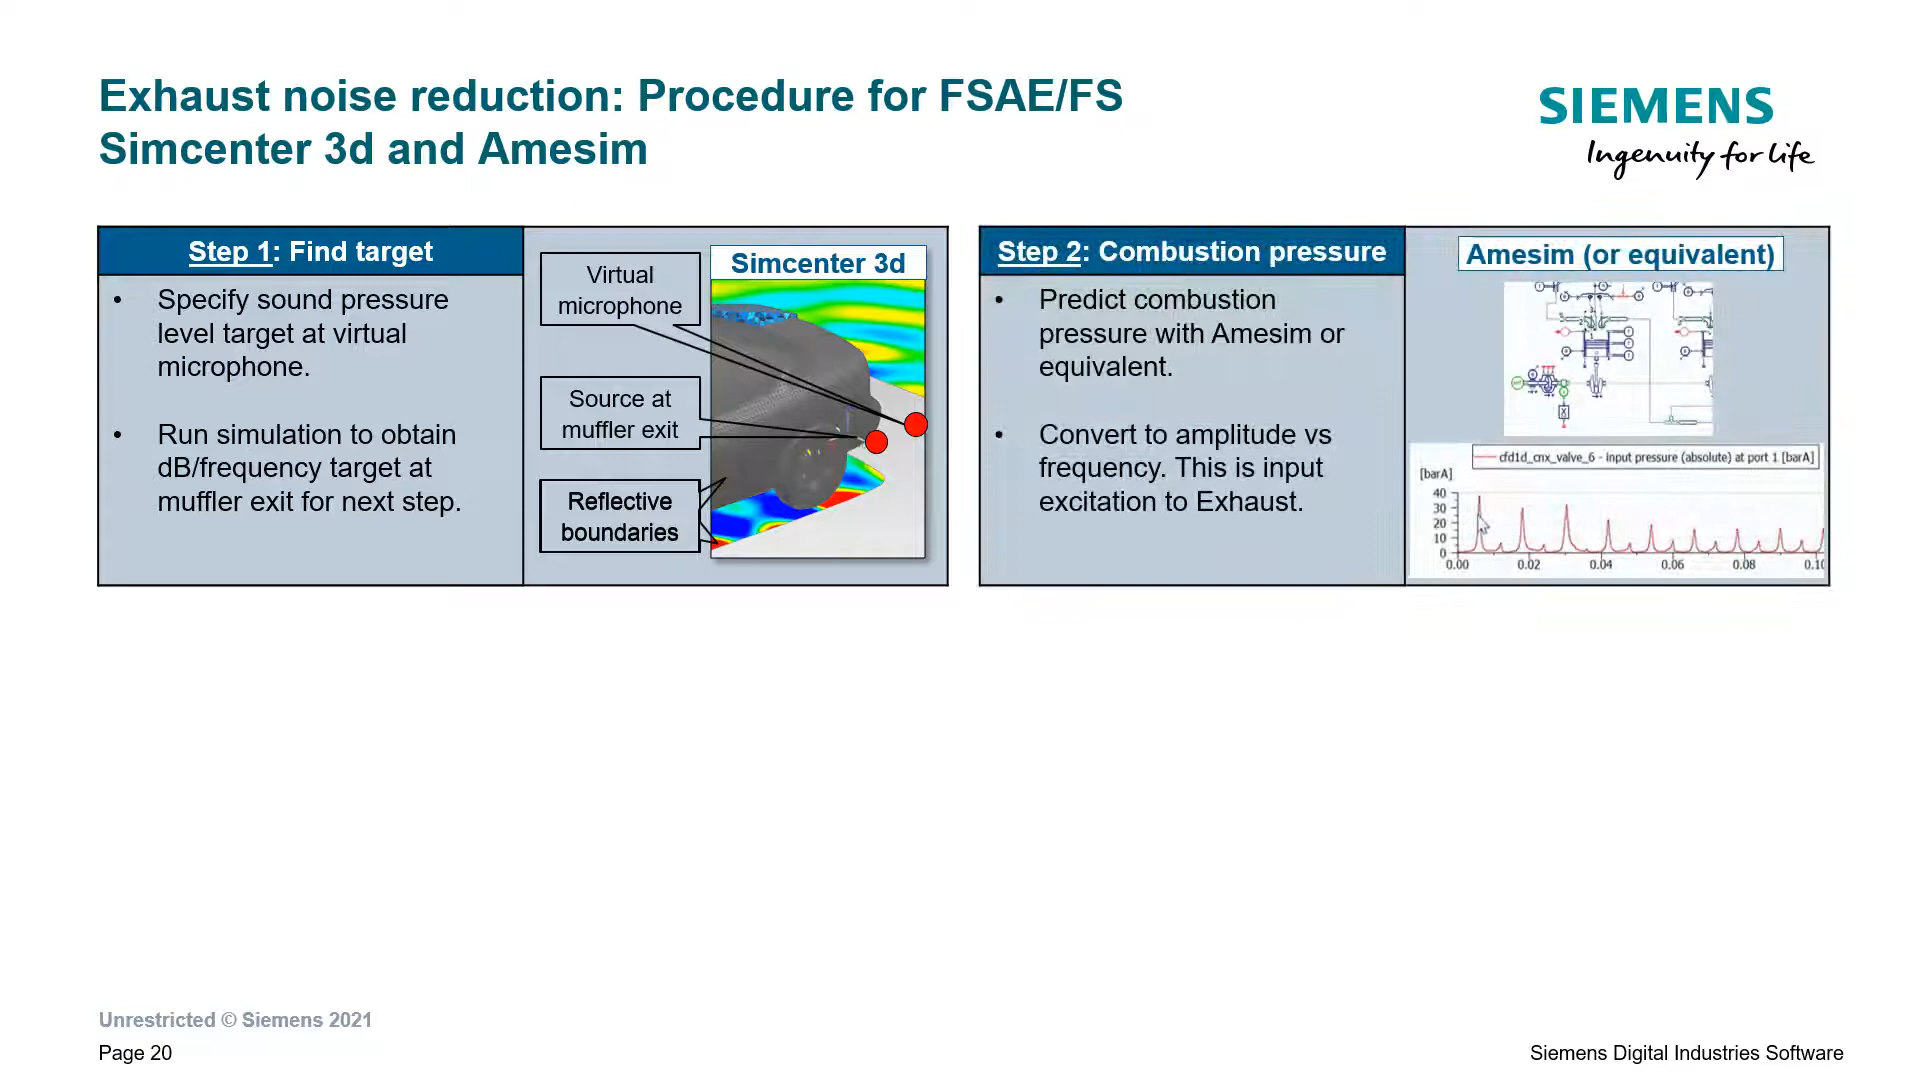 Exhaust noise reduction: Procedure for FSAE/FS
Simcenter 3d and Amesim
SIEMENS
Ingenuity for life
Step 1: Find target
• Specify sound pressure
level target at virtual
microphone.
• Run simulation to obtain
dB/frequency target at
muffler exit for next step.
Virtual
microphone
Source at
muffler exit
Reflective
boundaries
Simcenter 3d
Step 2: Combustion pressure
• Predict combustion
pressure with Amesim or
equivalent.
• Convert to amplitude vs
frequency. This is input
excitation to Exhaust.
Amesim (or equivalent)
cfd1d_cnx_valve_6 - input pressure (absolute) at port 1 [barA]
[barA]
40
30
20
10
0
0.00 0.02 0.04 0.06 0.08 0.10
Unrestricted © Siemens 2021
Page 20
Siemens Digital Industries Software